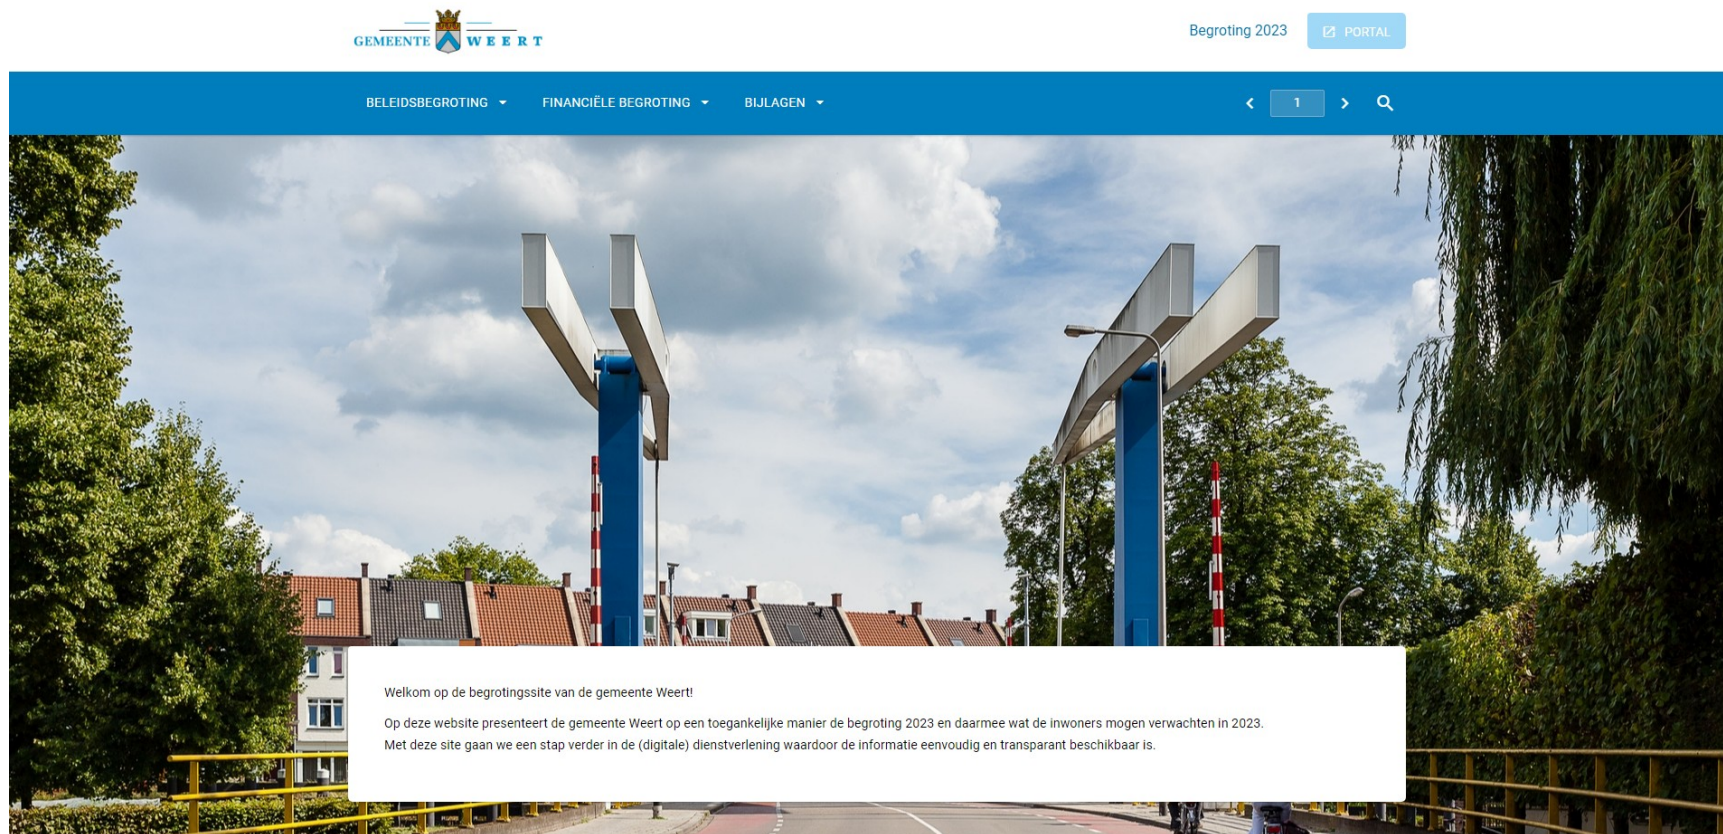 GEMEENTE WEERT
Begroting 2023
PORTAL
BELEIDSBEGROTING
FINANCIËLE BEGROTING
BIJLAGEN
1
Welkom op de begrotingssite van de gemeente Weert!
Op deze website presenteert de gemeente Weert op een toegankelijke manier de begroting 2023 en daarmee wat de inwoners mogen verwachten in 2023.
Met deze site gaan we een stap verder in de (digitale) dienstverlening waardoor de informatie eenvoudig en transparant beschikbaar is.